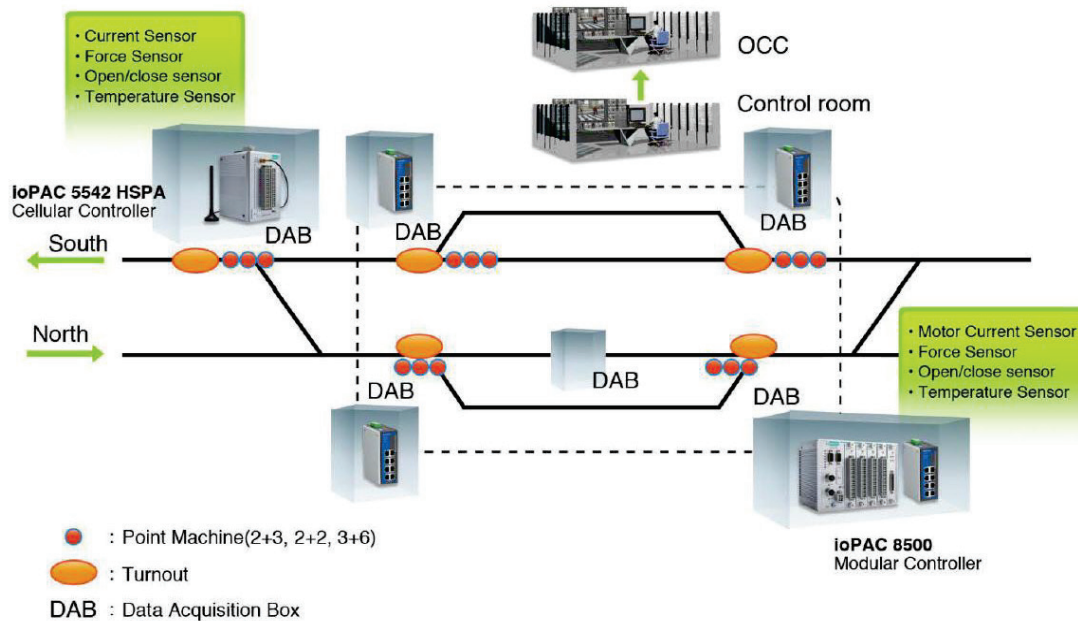 • Current Sensor
• Force Sensor
• Open/close sensor
• Temperature Sensor
OCC
Control room
ioPAC 5542 HSPA
Cellular Controller
DAB
DAB
DAB
South
North
• Motor Current Sensor
• Force Sensor
• Open/close sensor
• Temperature Sensor
DAB
DAB
DAB
: Point Machine(2+3, 2+2, 3+6)
: Turnout
DAB : Data Acquisition Box
ioPAC 8500
Modular Controller